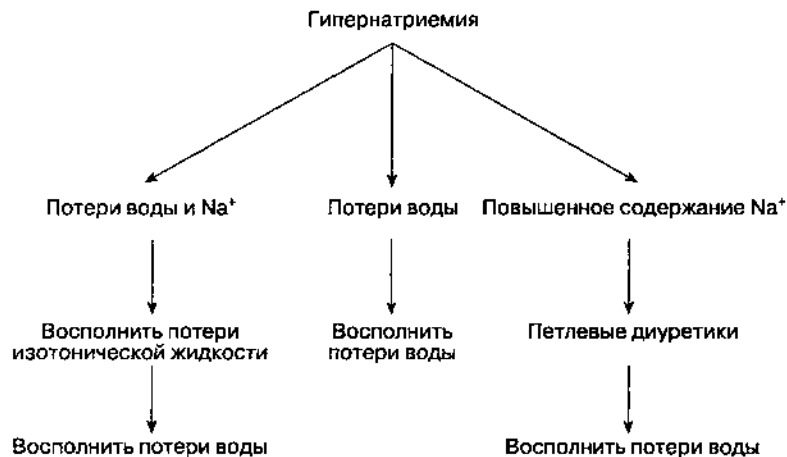 Гипернатриемия
Потери воды и Na⁺
Потери воды
Повышенное содержание Na⁺
Восполнить потери
изотонической жидкости
Восполнить
потери воды
Петлевые диуретики
Восполнить потери воды
Восполнить потери воды